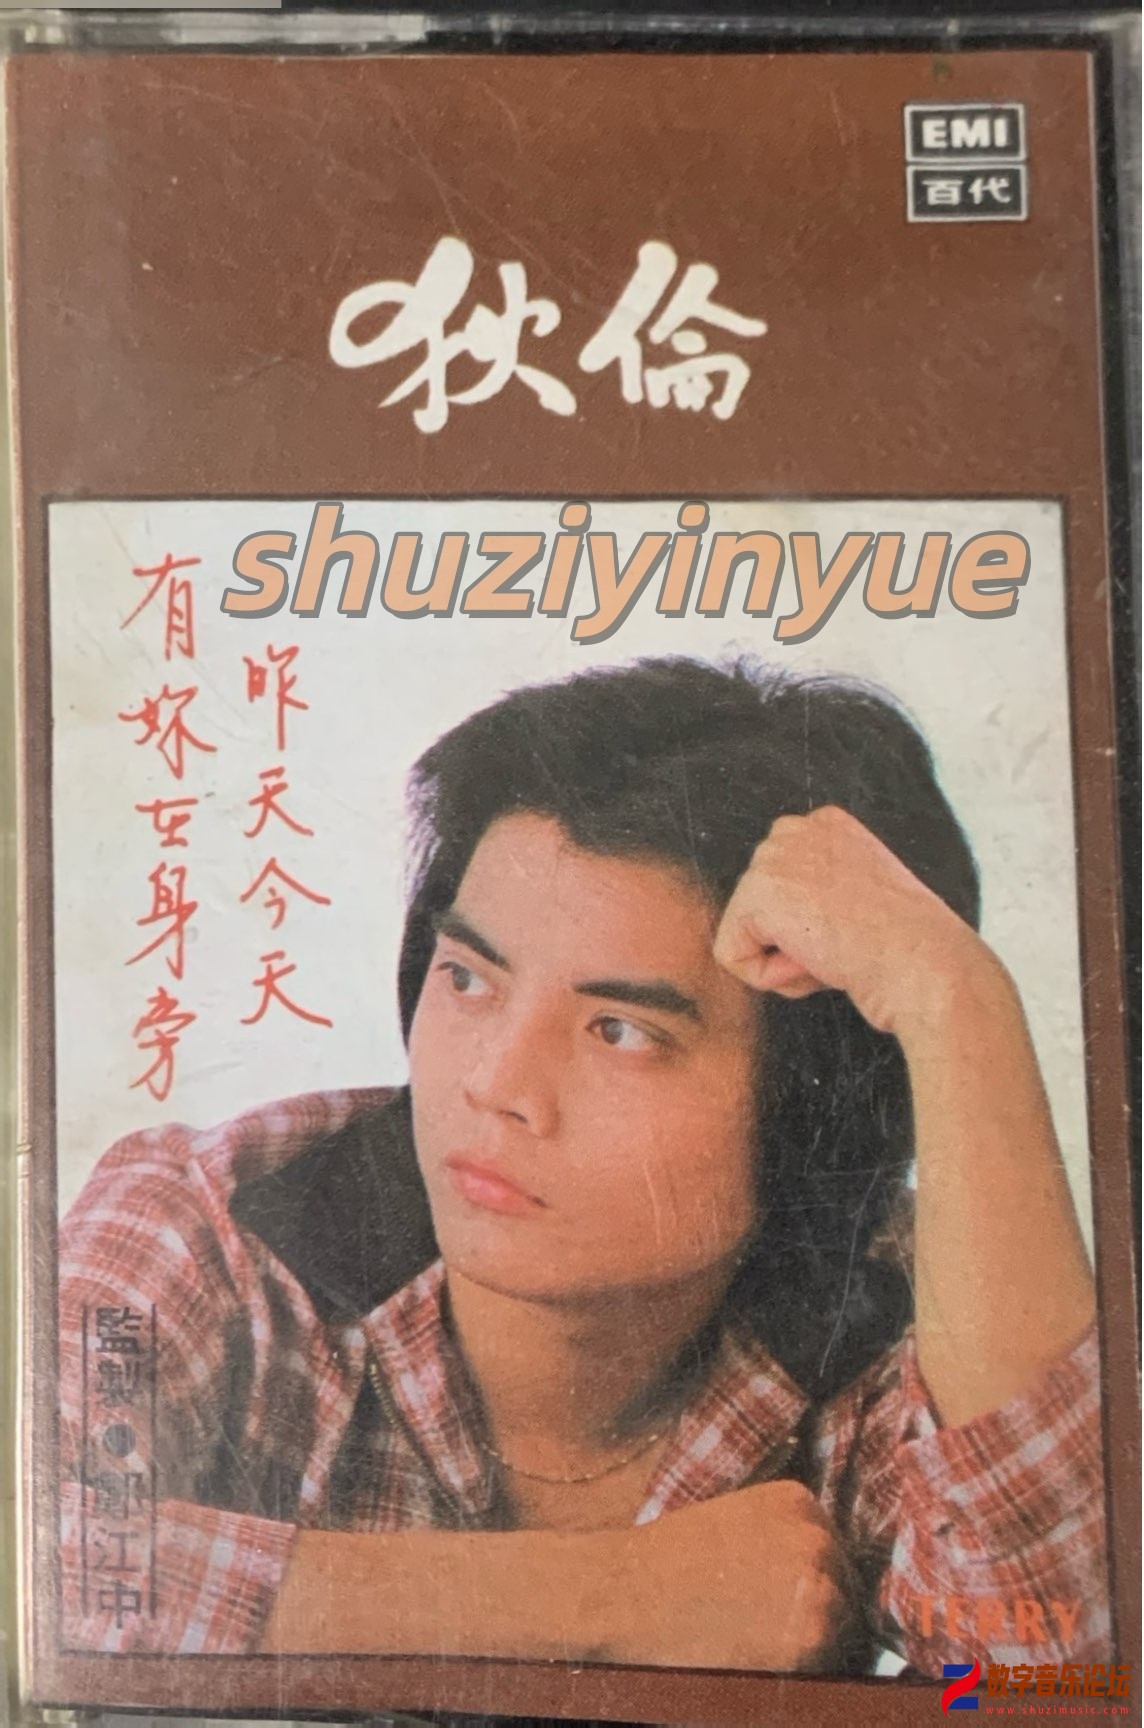 EMI
百代
狄倫
shuziyinyue
有妳在身旁
昨天今天
監製●鄭江中
TERRY
数字音乐论坛
www.shuzimusic.com